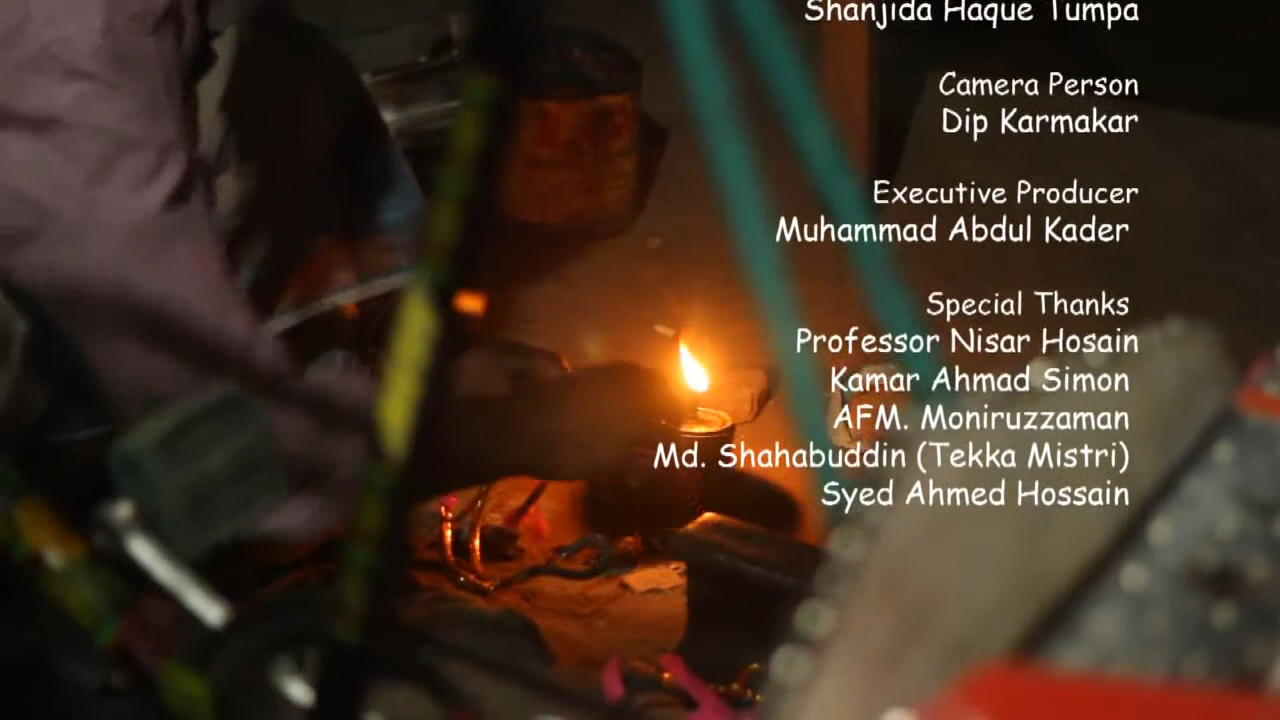 Shanjida Haque Tumpa
Camera Person
Dip Karmakar
Executive Producer
Muhammad Abdul Kader
Special Thanks
Professor Nisar Hosain
Kamar Ahmad Simon
AFM. Moniruzzaman
Md. Shahabuddin (Tekka Mistri)
Syed Ahmed Hossain